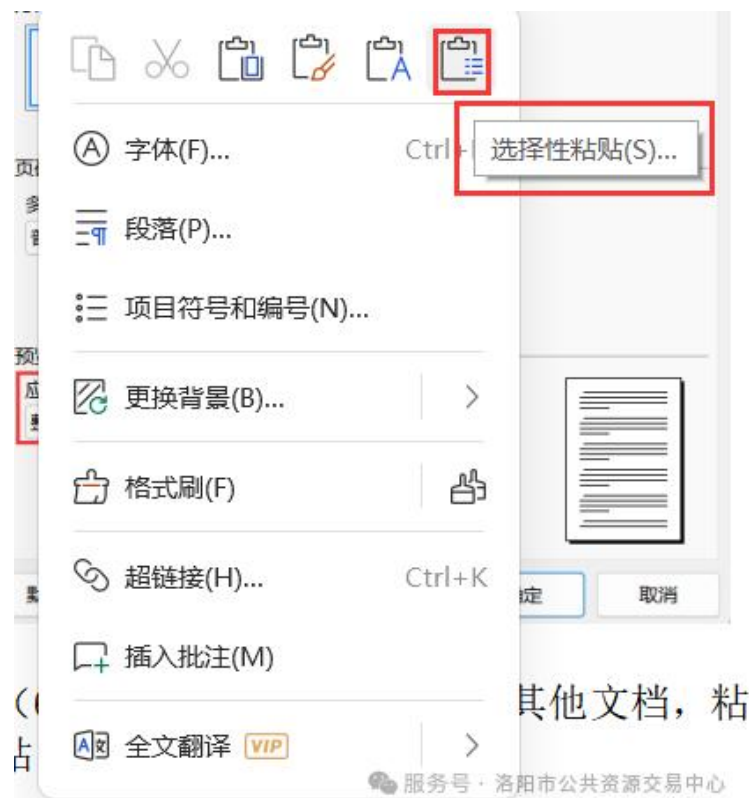 字体(F)... Ctrl+
选择性粘贴(S)...
段落(P)...
项目符号和编号(N)...
更换背景(B)...
格式刷(F)
超链接(H)... Ctrl+K
取消
插入批注(M)
其他文档，粘
全文翻译 VIP
服务号 · 洛阳市公共资源交易中心